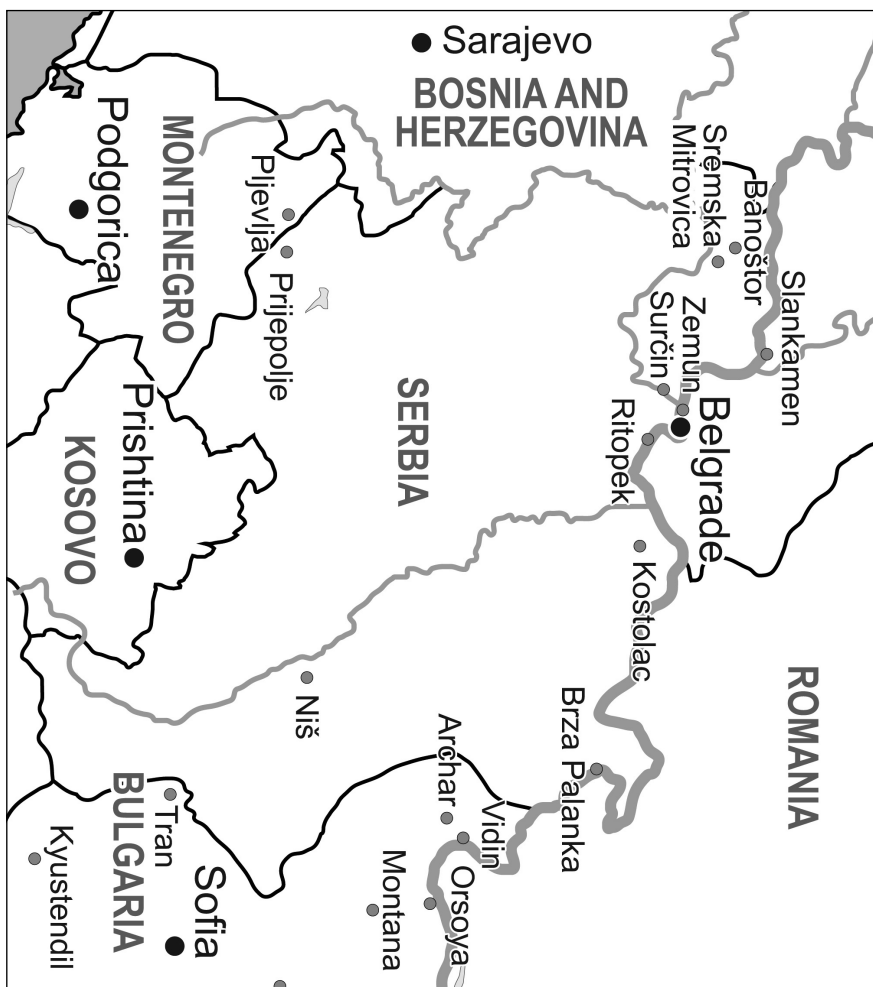 Sarajevo
BOSNIA AND
HERZEGOVINA
Sremska
Mitrovica
Banoštor
Slankamen
Zemun
Surčin
Belgrade
Ritopek
Kostolac
ROMANIA
Brza Palanka
SERBIA
MONTENEGRO
Podgorica
Pljevlja
Prijepolje
Prishtina
KOSOVO
Niš
Archar
Vidin
Orsoya
Montana
BULGARIA
Tran
Sofia
Kyustendil